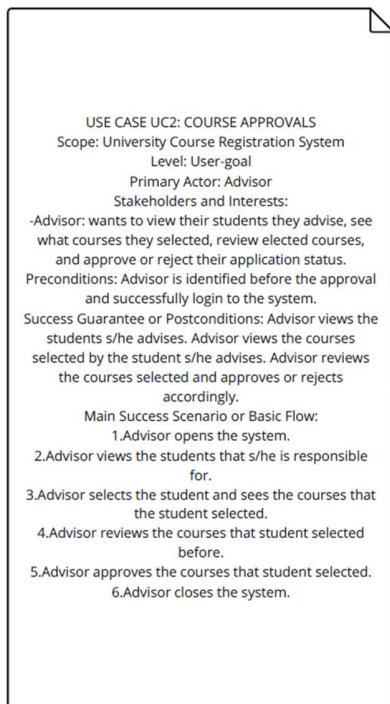 USE CASE UC2: COURSE APPROVALS
Scope: University Course Registration System
Level: User-goal
Primary Actor: Advisor
Stakeholders and Interests:
-Advisor: wants to view their students they advise, see
what courses they selected, review elected courses,
and approve or reject their application status.
Preconditions: Advisor is identified before the approval
and successfully login to the system.
Success Guarantee or Postconditions: Advisor views the
students s/he advises. Advisor views the courses
selected by the student s/he advises. Advisor reviews
the courses selected and approves or rejects
accordingly.
Main Success Scenario or Basic Flow:
1.Advisor opens the system.
2.Advisor views the students that s/he is responsible
for.
3.Advisor selects the student and sees the courses that
the student selected.
4.Advisor reviews the courses that student selected
before.
5.Advisor approves the courses that student selected.
6.Advisor closes the system.